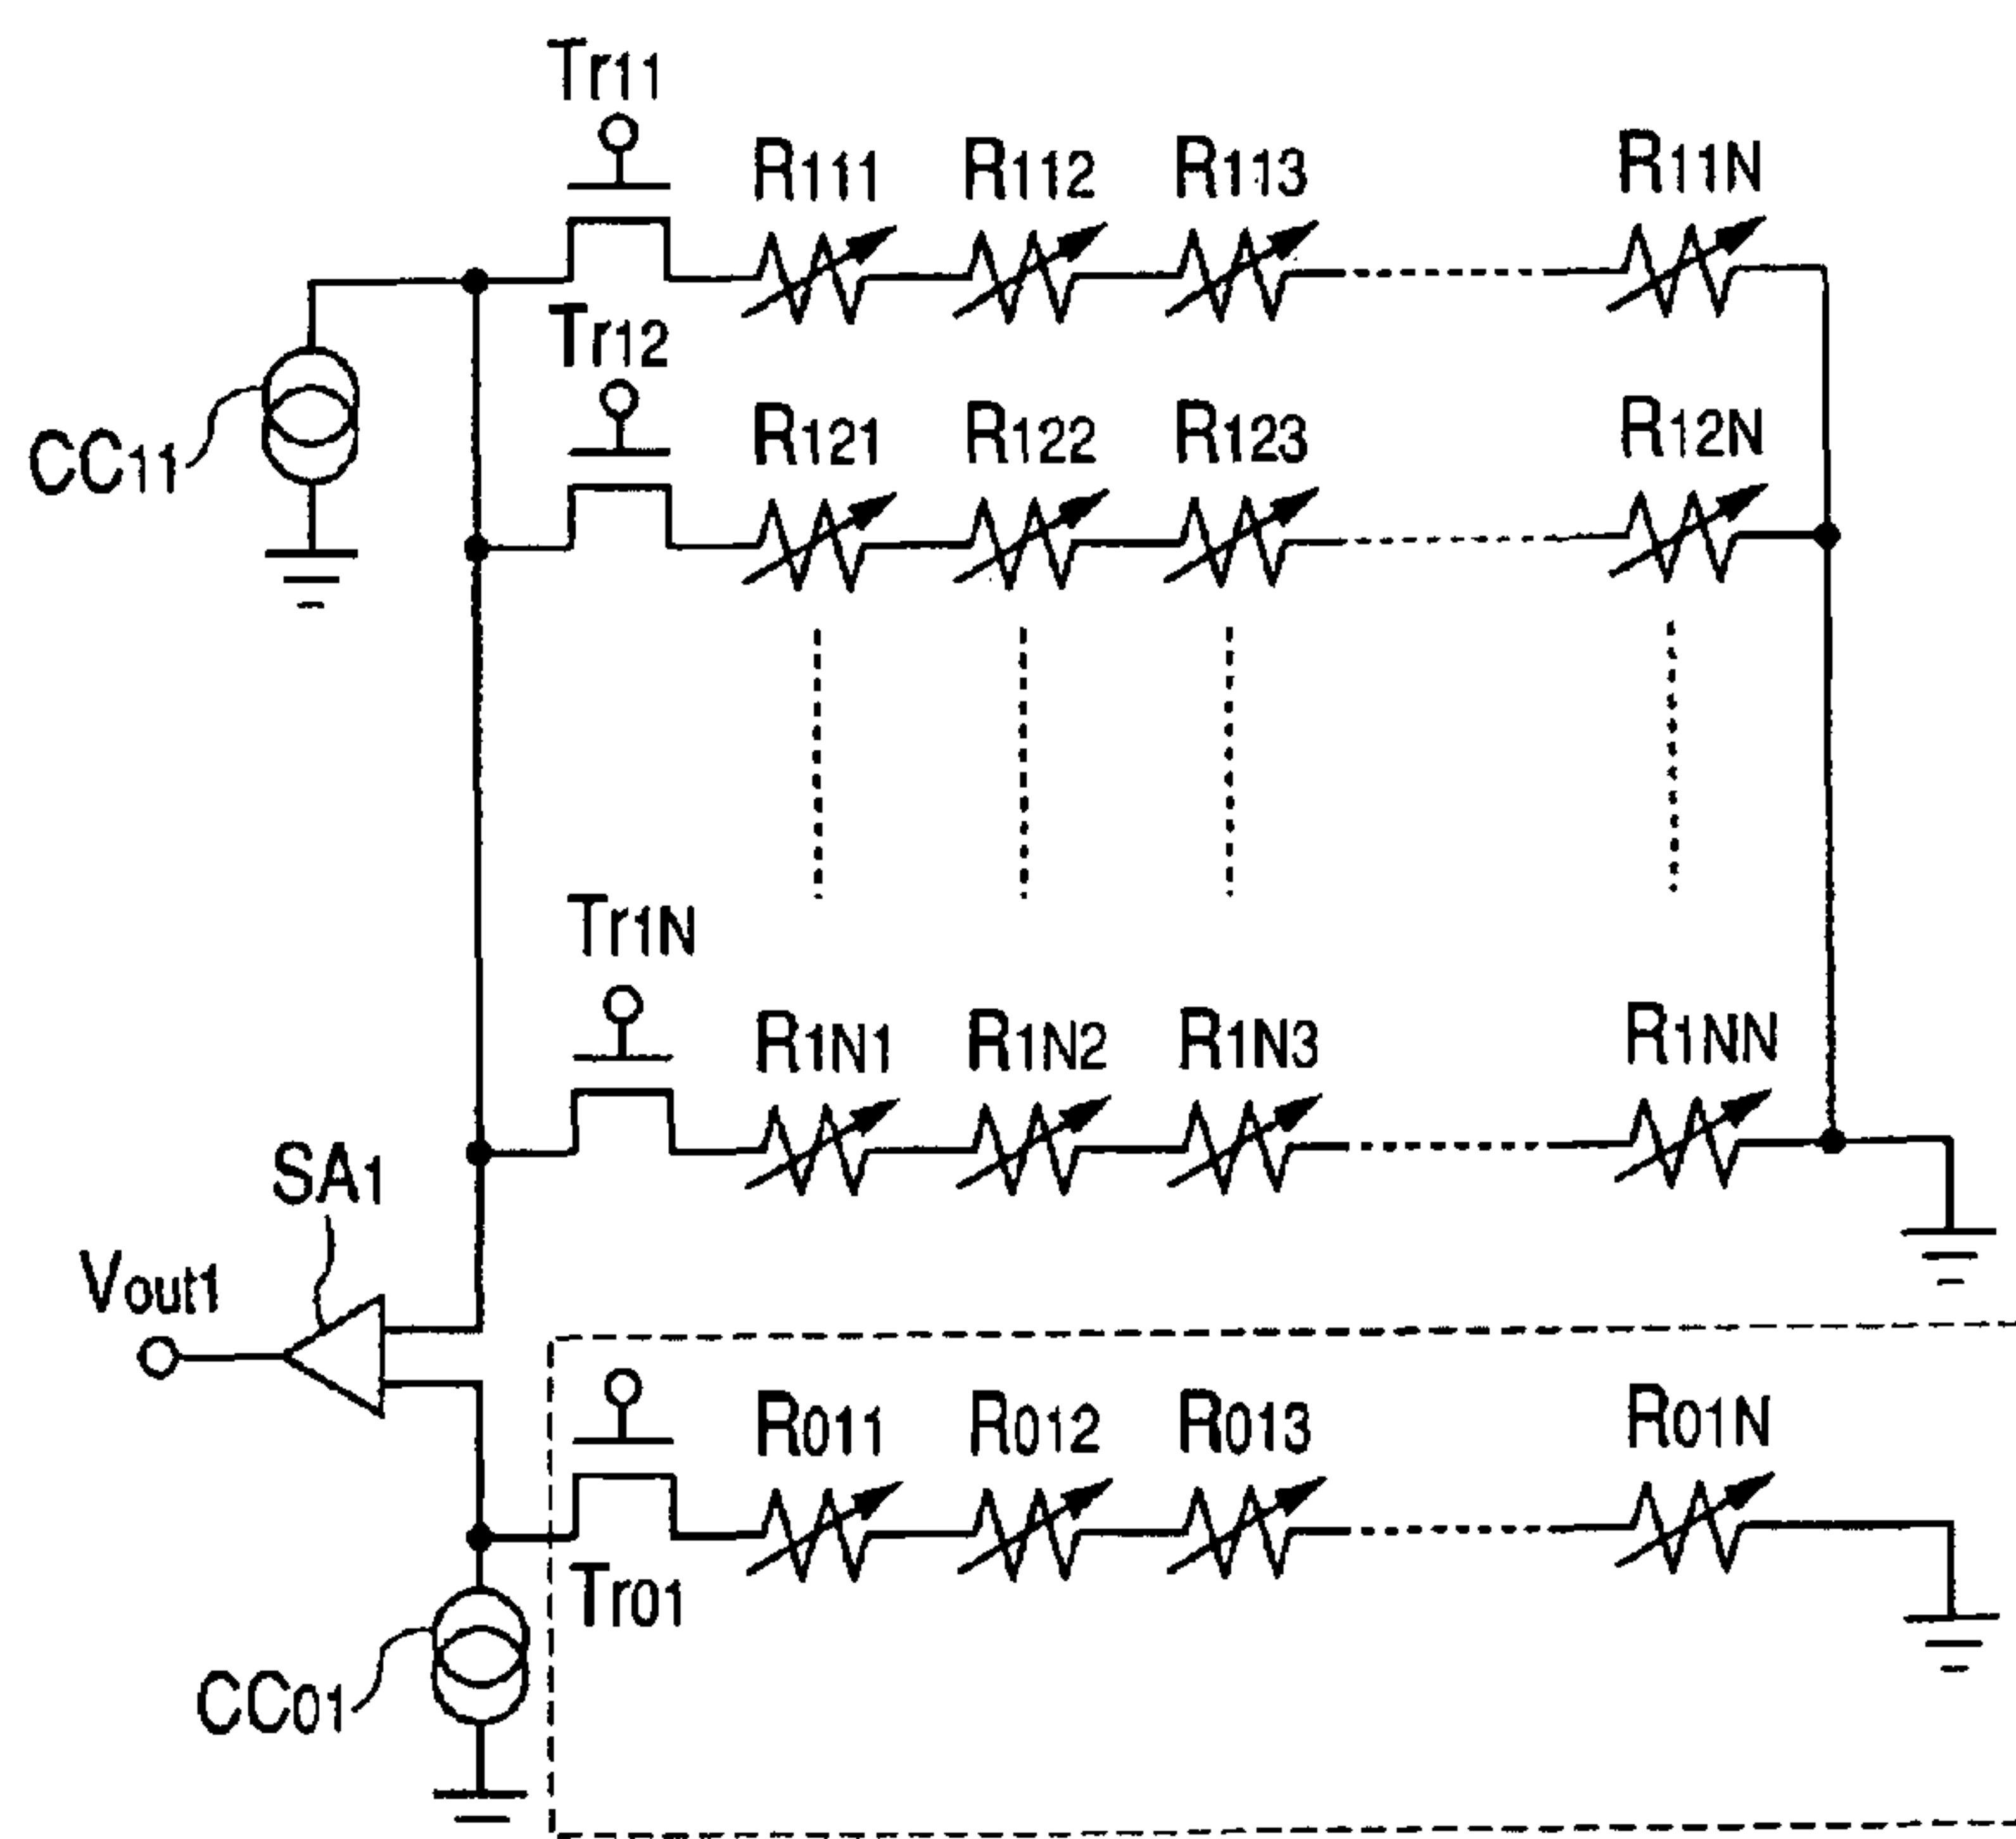 Tr11
R111 R112 R113 R11N
Tr12
CC11
R121 R122 R123 R12N
Tr1N
R1N1 R1N2 R1N3 R1NN
SA1
Vout1
R011 R012 R013 R01N
Tr01
CC01